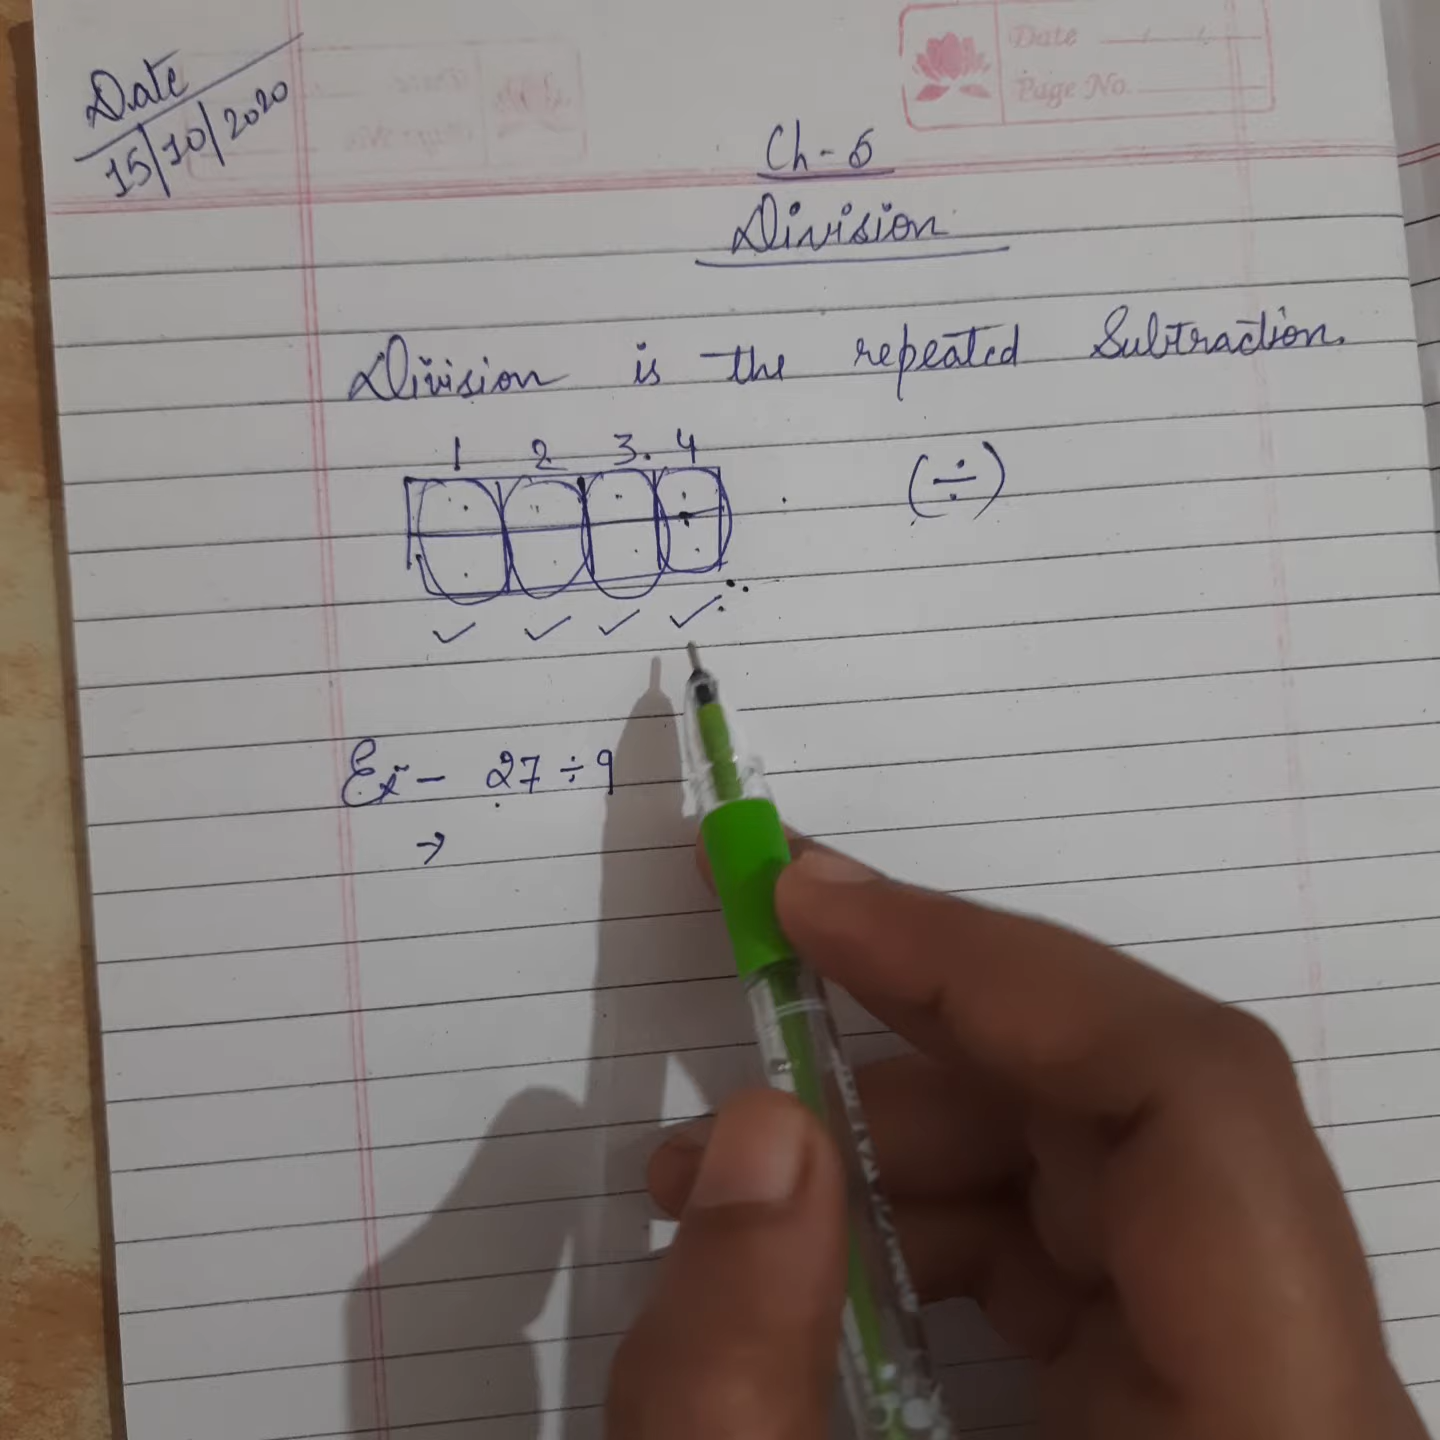 Date
15/10/2020
Date
Page No.
Ch-6
Division
Division is the repeated Subtraction.
1 2 3. 4
(÷)
Ex- 27÷9
→